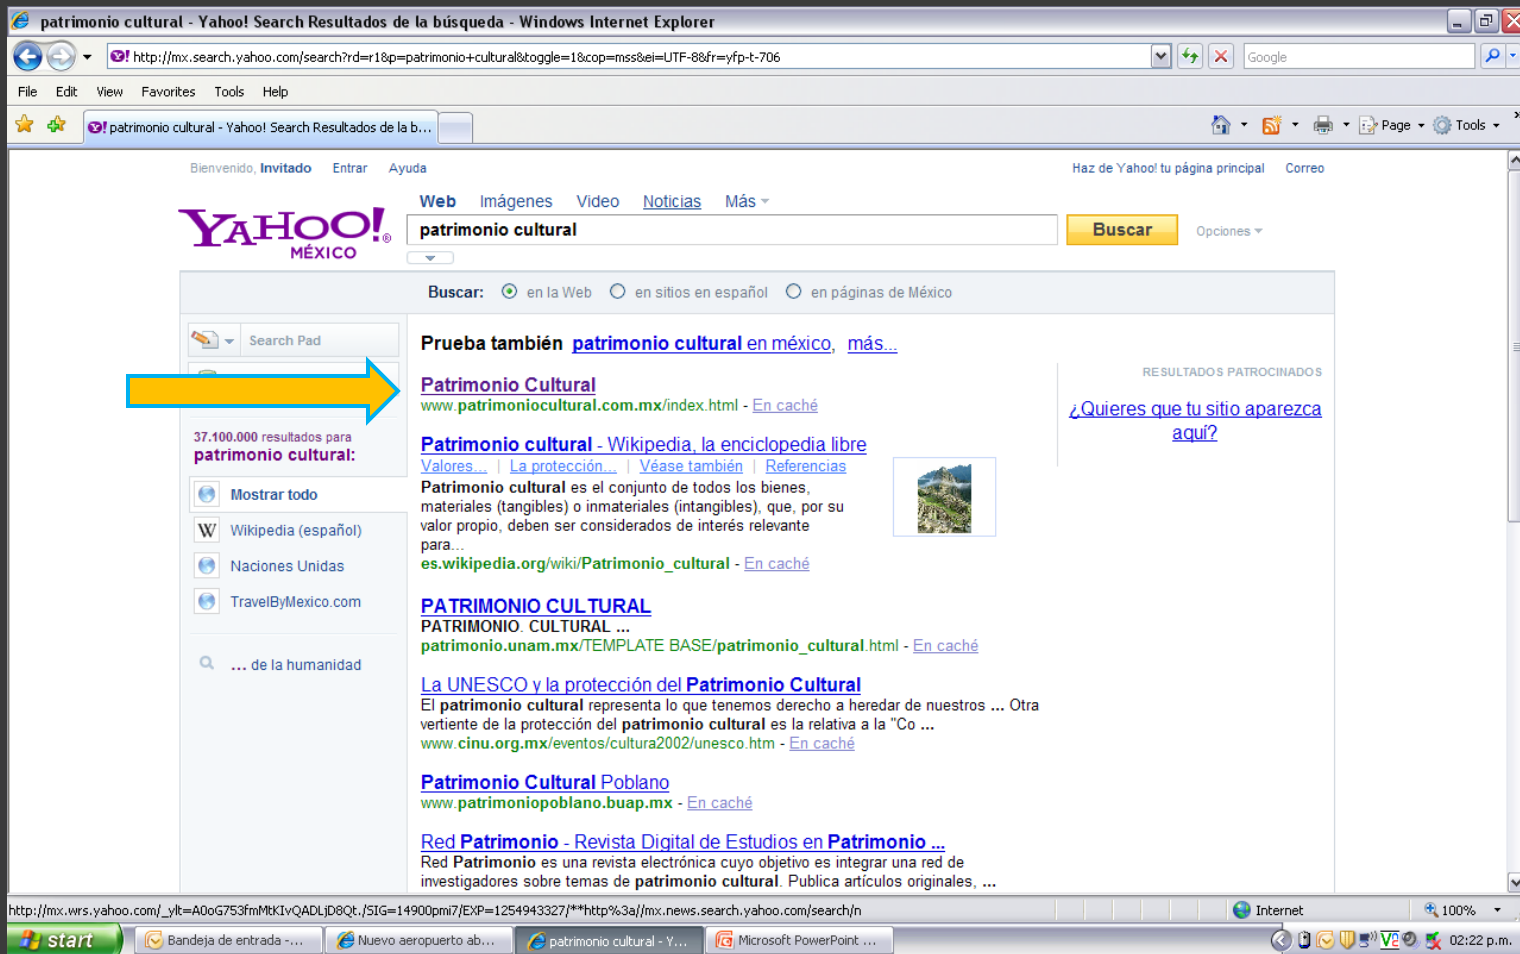 patrimonio cultural - Yahoo! Search Resultados de la búsqueda - Windows Internet Explorer
http://mx.search.yahoo.com/search?rd=r1&p=patrimonio+cultural&toggle=1&cop=mss&ei=UTF-8&fr=yfp-t-706
Google
File Edit View Favorites Tools Help
Y! patrimonio cultural - Yahoo! Search Resultados de la b...
Page Tools
Bienvenido, Invitado Entrar Ayuda
Haz de Yahoo! tu página principal Correo
Web Imágenes Video Noticias Más
YAHOO!® MÉXICO
patrimonio cultural
Buscar
Opciones
Buscar: en la Web en sitios en español en páginas de México
Search Pad
37.100.000 resultados para
patrimonio cultural:
Mostrar todo
W Wikipedia (español)
Naciones Unidas
TravelByMexico.com
... de la humanidad
Prueba también patrimonio cultural en méxico, más...
Patrimonio Cultural
www.patrimoniocultural.com.mx/index.html - En caché
Patrimonio cultural - Wikipedia, la enciclopedia libre
Valores... | La protección... | Véase también | Referencias
Patrimonio cultural es el conjunto de todos los bienes,
materiales (tangibles) o inmateriales (intangibles), que, por su
valor propio, deben ser considerados de interés relevante
para...
es.wikipedia.org/wiki/Patrimonio_cultural - En caché
PATRIMONIO CULTURAL
PATRIMONIO. CULTURAL ...
patrimonio.unam.mx/TEMPLATE BASE/patrimonio_cultural.html - En caché
La UNESCO y la protección del Patrimonio Cultural
El patrimonio cultural representa lo que tenemos derecho a heredar de nuestros ... Otra
vertiente de la protección del patrimonio cultural es la relativa a la "Co ...
www.cinu.org.mx/eventos/cultura2002/unesco.htm - En caché
Patrimonio Cultural Poblano
www.patrimoniopoblano.buap.mx - En caché
Red Patrimonio - Revista Digital de Estudios en Patrimonio ...
Red Patrimonio es una revista electrónica cuyo objetivo es integrar una red de
investigadores sobre temas de patrimonio cultural. Publica artículos originales, ...
RESULTADOS PATROCINADOS
¿Quieres que tu sitio aparezca
aquí?
http://mx.wrs.yahoo.com/_ylt=A0oG753fmMtKIvQADLjD8Qt./SIG=14900pmi7/EXP=1254943327/**http%3a//mx.news.search.yahoo.com/search/n
Internet
100%
start
Bandeja de entrada -...
Nuevo aeropuerto ab...
patrimonio cultural - Y...
Microsoft PowerPoint ...
02:22 p.m.